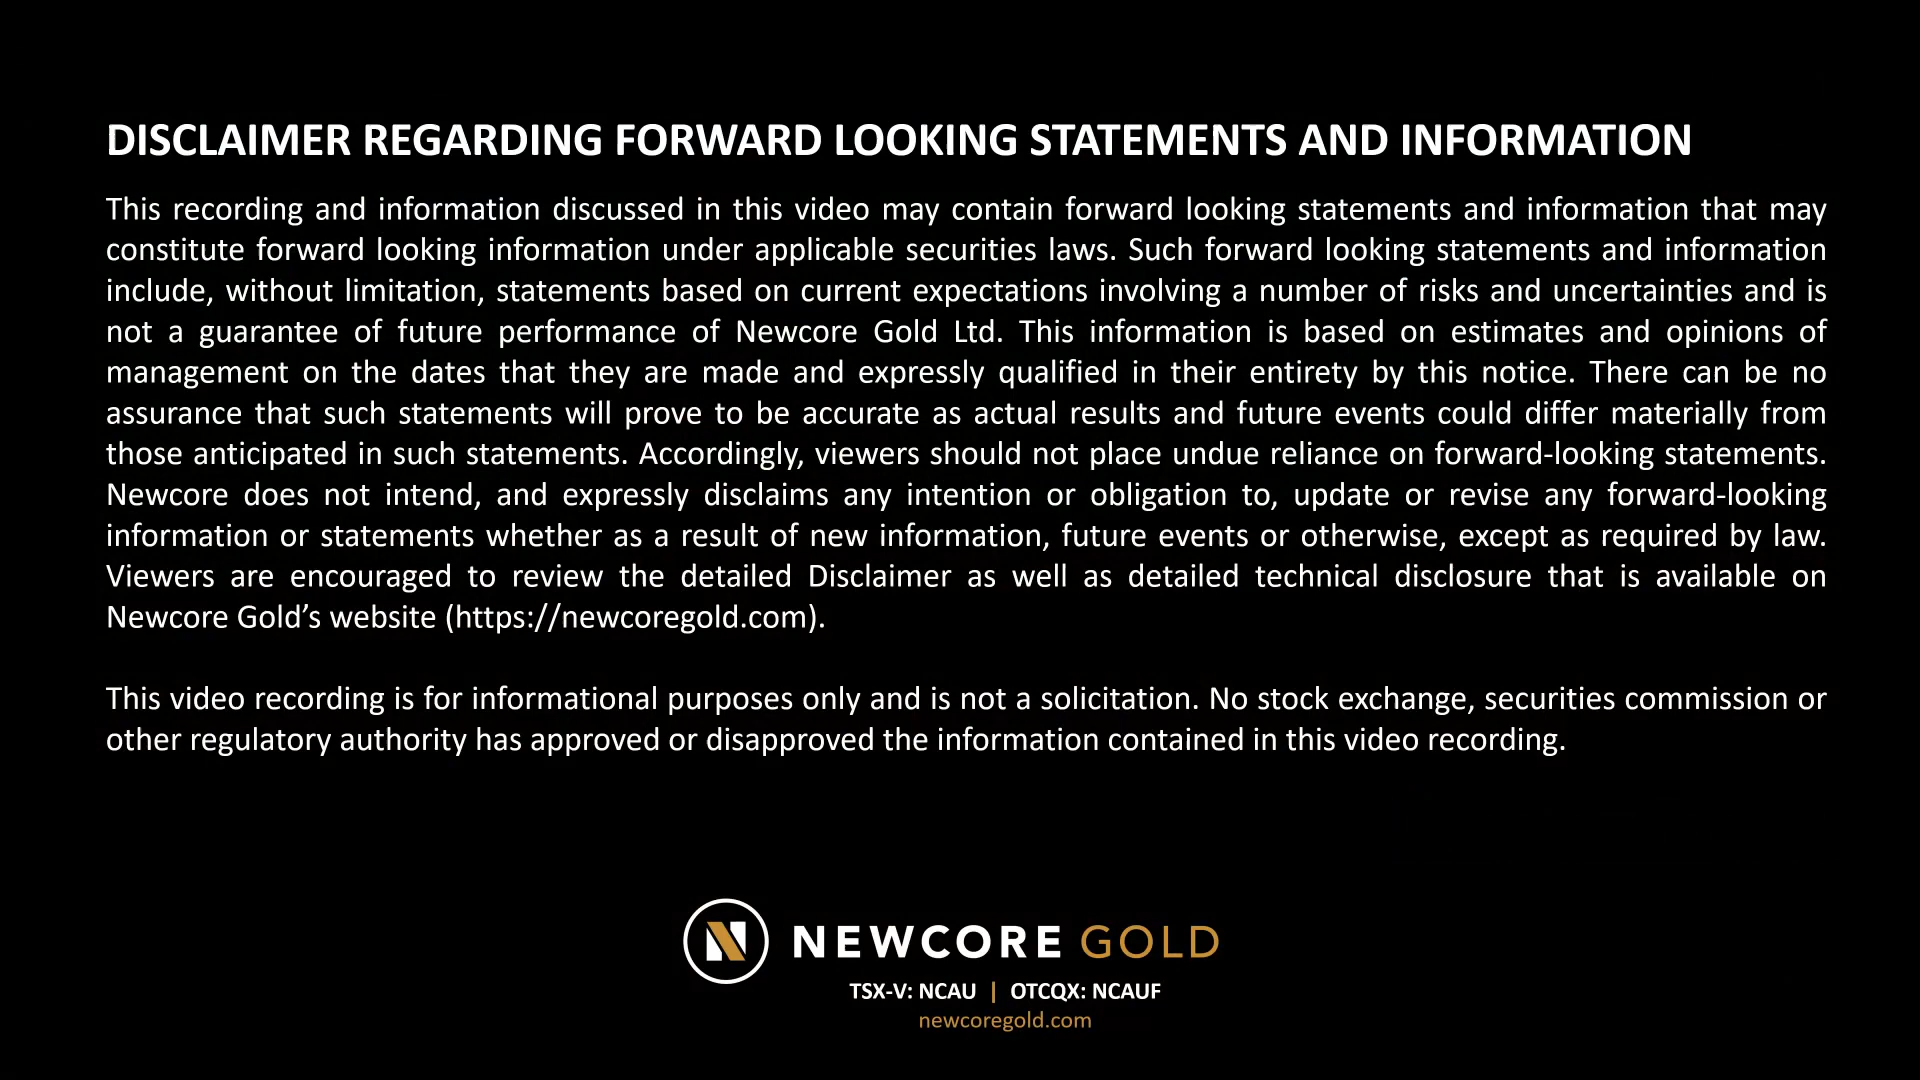 DISCLAIMER REGARDING FORWARD LOOKING STATEMENTS AND INFORMATION
This recording and information discussed in this video may contain forward looking statements and information that may
constitute forward looking information under applicable securities laws. Such forward looking statements and information
include, without limitation, statements based on current expectations involving a number of risks and uncertainties and is
not a guarantee of future performance of Newcore Gold Ltd. This information is based on estimates and opinions of
management on the dates that they are made and expressly qualified in their entirety by this notice. There can be no
assurance that such statements will prove to be accurate as actual results and future events could differ materially from
those anticipated in such statements. Accordingly, viewers should not place undue reliance on forward-looking statements.
Newcore does not intend, and expressly disclaims any intention or obligation to, update or revise any forward-looking
information or statements whether as a result of new information, future events or otherwise, except as required by law.
Viewers are encouraged to review the detailed Disclaimer as well as detailed technical disclosure that is available on
Newcore Gold’s website (https://newcoregold.com).
This video recording is for informational purposes only and is not a solicitation. No stock exchange, securities commission or
other regulatory authority has approved or disapproved the information contained in this video recording.
N NEWCORE GOLD
TSX-V: NCAU | OTCQX: NCAUF
newcoregold.com